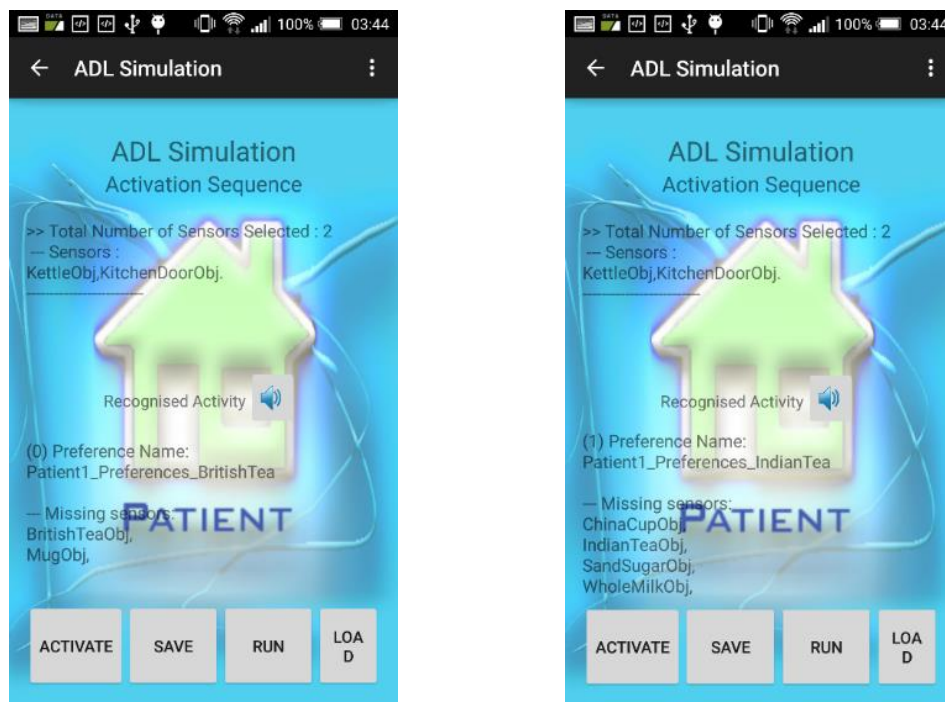 DATA
100% 03:44
ADL Simulation
ADL Simulation
Activation Sequence
>> Total Number of Sensors Selected : 2
--- Sensors :
KettleObj,KitchenDoorObj.
------------------------------
Recognised Activity
(0) Preference Name:
Patient1_Preferences_BritishTea
--- Missing sensors:
BritishTeaObj,
MugObj,
PATIENT
ACTIVATE SAVE RUN LOA
D
DATA
100% 03:44
ADL Simulation
ADL Simulation
Activation Sequence
>> Total Number of Sensors Selected : 2
--- Sensors :
KettleObj,KitchenDoorObj.
------------------------------
Recognised Activity
(1) Preference Name:
Patient1_Preferences_IndianTea
--- Missing sensors:
ChinaCupObj,
IndianTeaObj,
SandSugarObj,
WholeMilkObj,
PATIENT
ACTIVATE SAVE RUN LOA
D